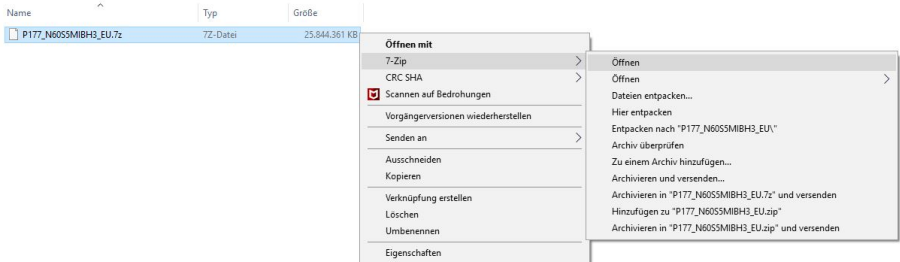 Name Typ Größe
P177_N60S5MIBH3_EU.7z 7Z-Datei 25.844.361 KB
Öffnen mit
7-Zip
CRC SHA
Scannen auf Bedrohungen
Vorgängerversionen wiederherstellen
Senden an
Ausschneiden
Kopieren
Verknüpfung erstellen
Löschen
Umbenennen
Eigenschaften
Öffnen
Öffnen
Dateien entpacken...
Hier entpacken
Entpacken nach "P177_N60S5MIBH3_EU\"
Archiv überprüfen
Zu einem Archiv hinzufügen...
Archivieren und versenden...
Archivieren in "P177_N60S5MIBH3_EU.7z" und versenden
Hinzufügen zu "P177_N60S5MIBH3_EU.zip"
Archivieren in "P177_N60S5MIBH3_EU.zip" und versenden